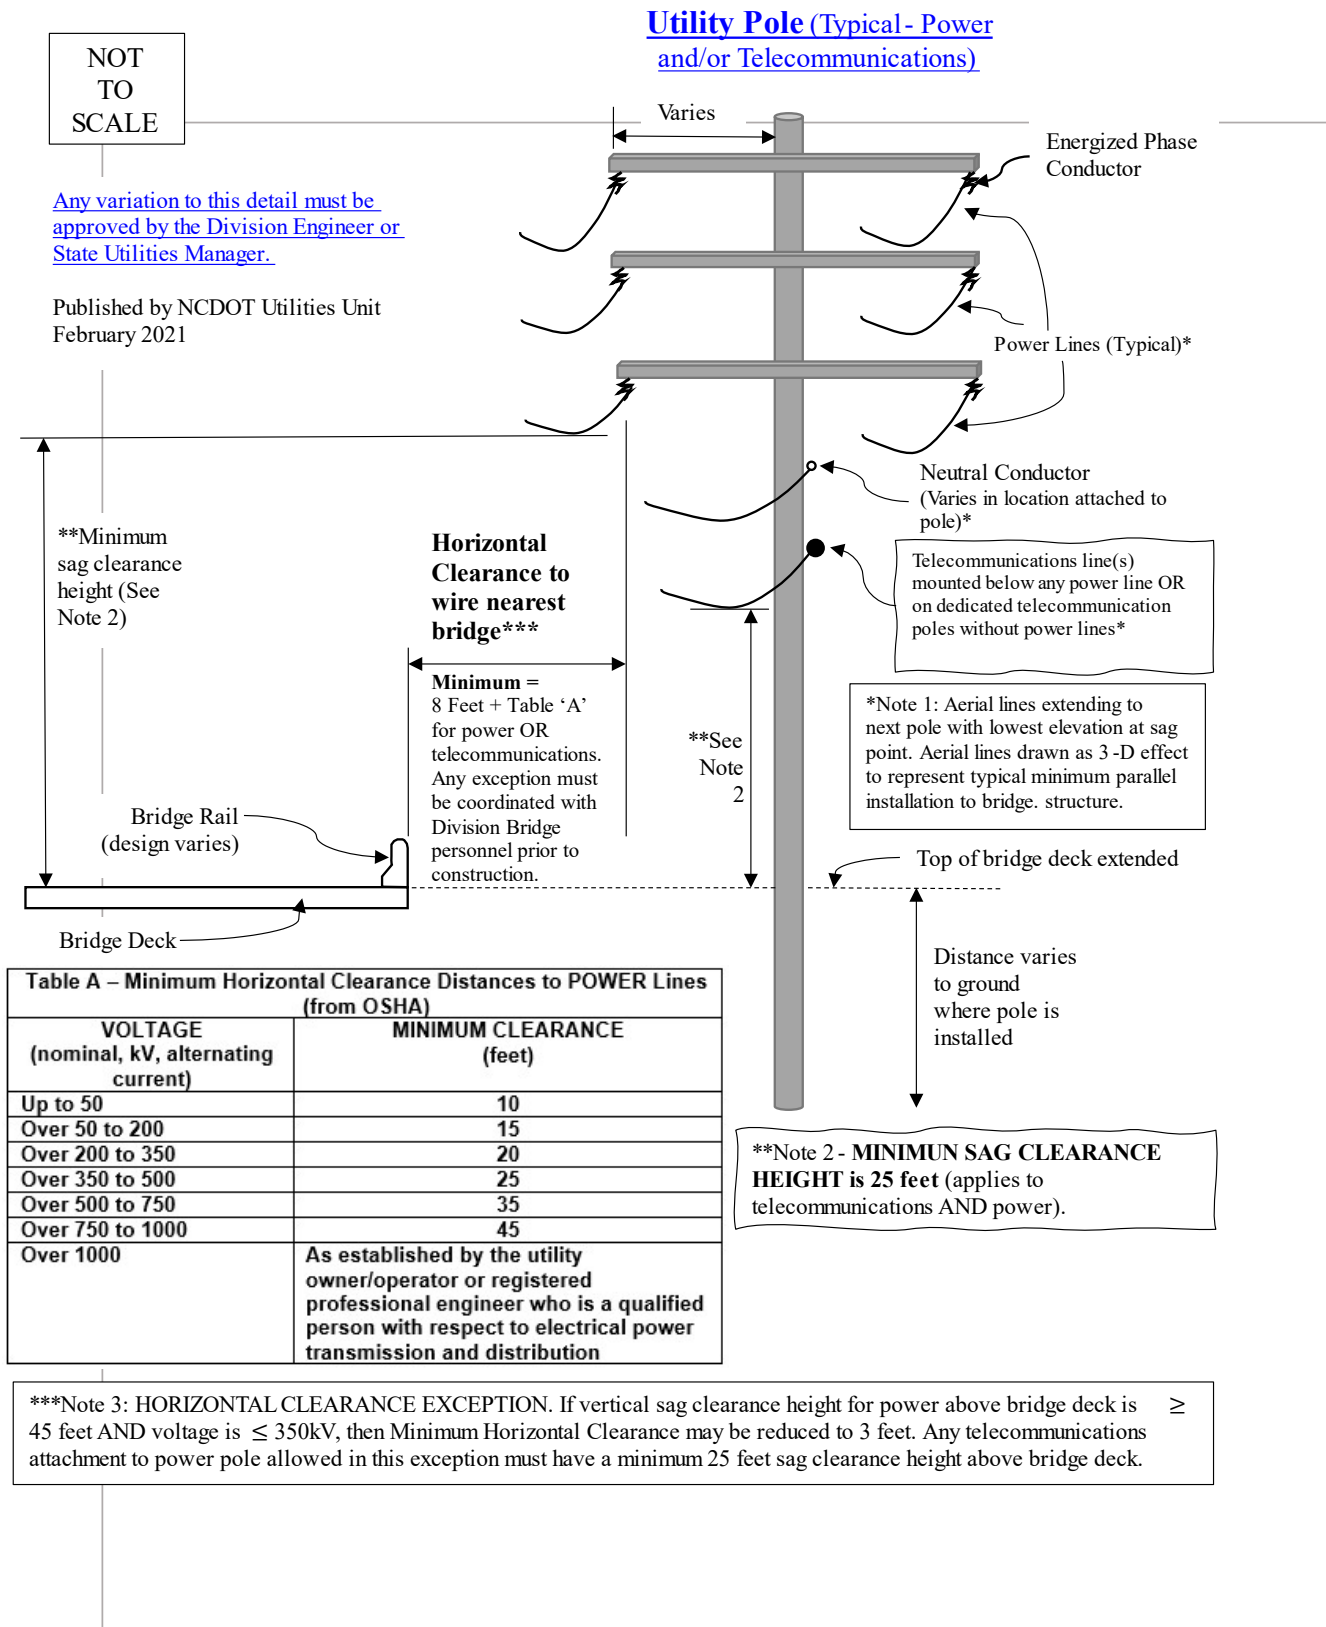 Utility Pole (Typical - Power
and/or Telecommunications)
NOT
TO
SCALE
Varies
Energized Phase
Conductor
Any variation to this detail must be
approved by the Division Engineer or
State Utilities Manager.
Published by NCDOT Utilities Unit
February 2021
Power Lines (Typical)*
Neutral Conductor
(Varies in location attached to
pole)*
**Minimum
sag clearance
height (See
Note 2)
Horizontal
Clearance to
wire nearest
bridge***
Telecommunications line(s)
mounted below any power line OR
on dedicated telecommunication
poles without power lines*
Minimum =
8 Feet + Table ‘A’
for power OR
telecommunications.
Any exception must
be coordinated with
Division Bridge
personnel prior to
construction.
**See
Note
2
*Note 1: Aerial lines extending to
next pole with lowest elevation at sag
point. Aerial lines drawn as 3-D effect
to represent typical minimum parallel
installation to bridge. structure.
Bridge Rail
(design varies)
Top of bridge deck extended
Bridge Deck
Distance varies
to ground
where pole is
installed
Table A – Minimum Horizontal Clearance Distances to POWER Lines
(from OSHA)
VOLTAGE
(nominal, kV, alternating
current)
MINIMUM CLEARANCE
(feet)
Up to 50 10
Over 50 to 200 15
Over 200 to 350 20
Over 350 to 500 25
Over 500 to 750 35
Over 750 to 1000 45
Over 1000
As established by the utility
owner/operator or registered
professional engineer who is a qualified
person with respect to electrical power
transmission and distribution
**Note 2 - MINIMUN SAG CLEARANCE
HEIGHT is 25 feet (applies to
telecommunications AND power).
***Note 3: HORIZONTAL CLEARANCE EXCEPTION. If vertical sag clearance height for power above bridge deck is ≥
45 feet AND voltage is ≤ 350kV, then Minimum Horizontal Clearance may be reduced to 3 feet. Any telecommunications
attachment to power pole allowed in this exception must have a minimum 25 feet sag clearance height above bridge deck.